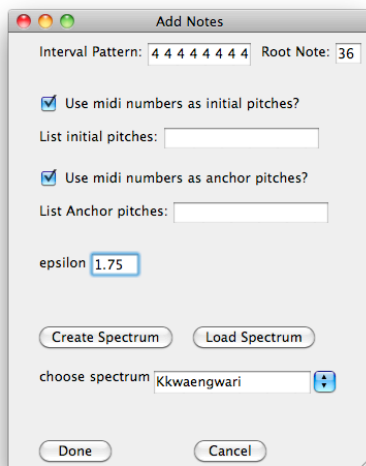 Add Notes
Interval Pattern: 4 4 4 4 4 4 4 4 Root Note: 36
Use midi numbers as initial pitches?
List initial pitches:
Use midi numbers as anchor pitches?
List Anchor pitches:
epsilon 1.75
Create Spectrum Load Spectrum
choose spectrum Kkwaengwari
Done Cancel